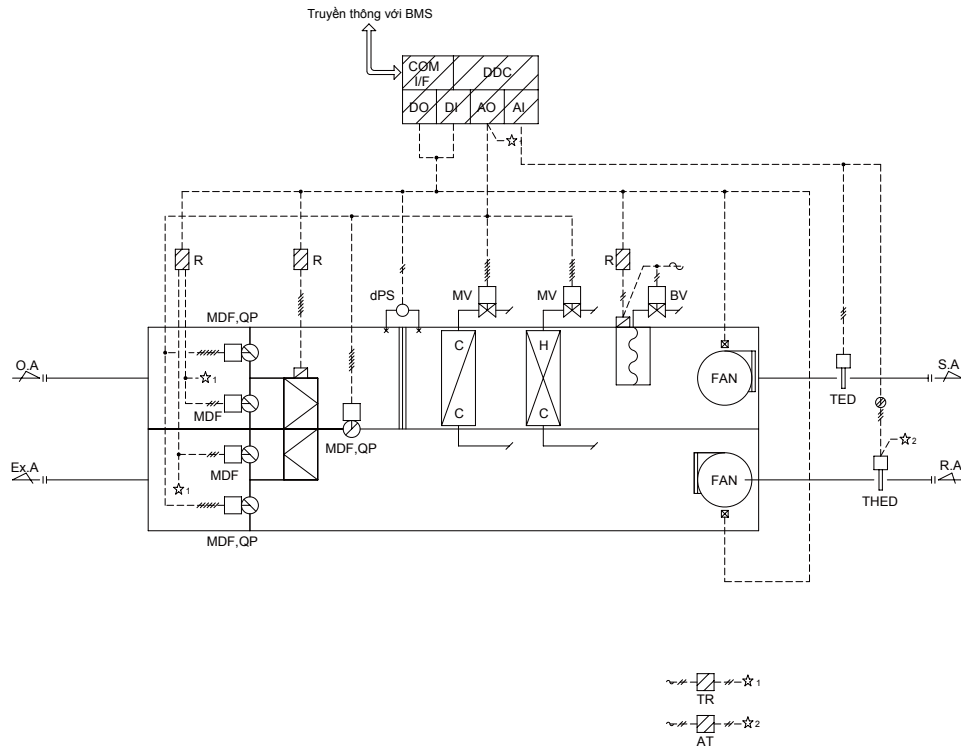 Truyền thông với BMS
COM
I/F
DDC
DO
DI
AO
AI
☆
R
R
R
dPS
MV
MV
BV
MDF,QP
O.A
☆1
MDF
C
C
H
C
FAN
S.A
TED
MDF,QP
☆2
Ex.A
MDF
☆1
FAN
R.A
THED
MDF,QP
☆1
TR
☆2
AT